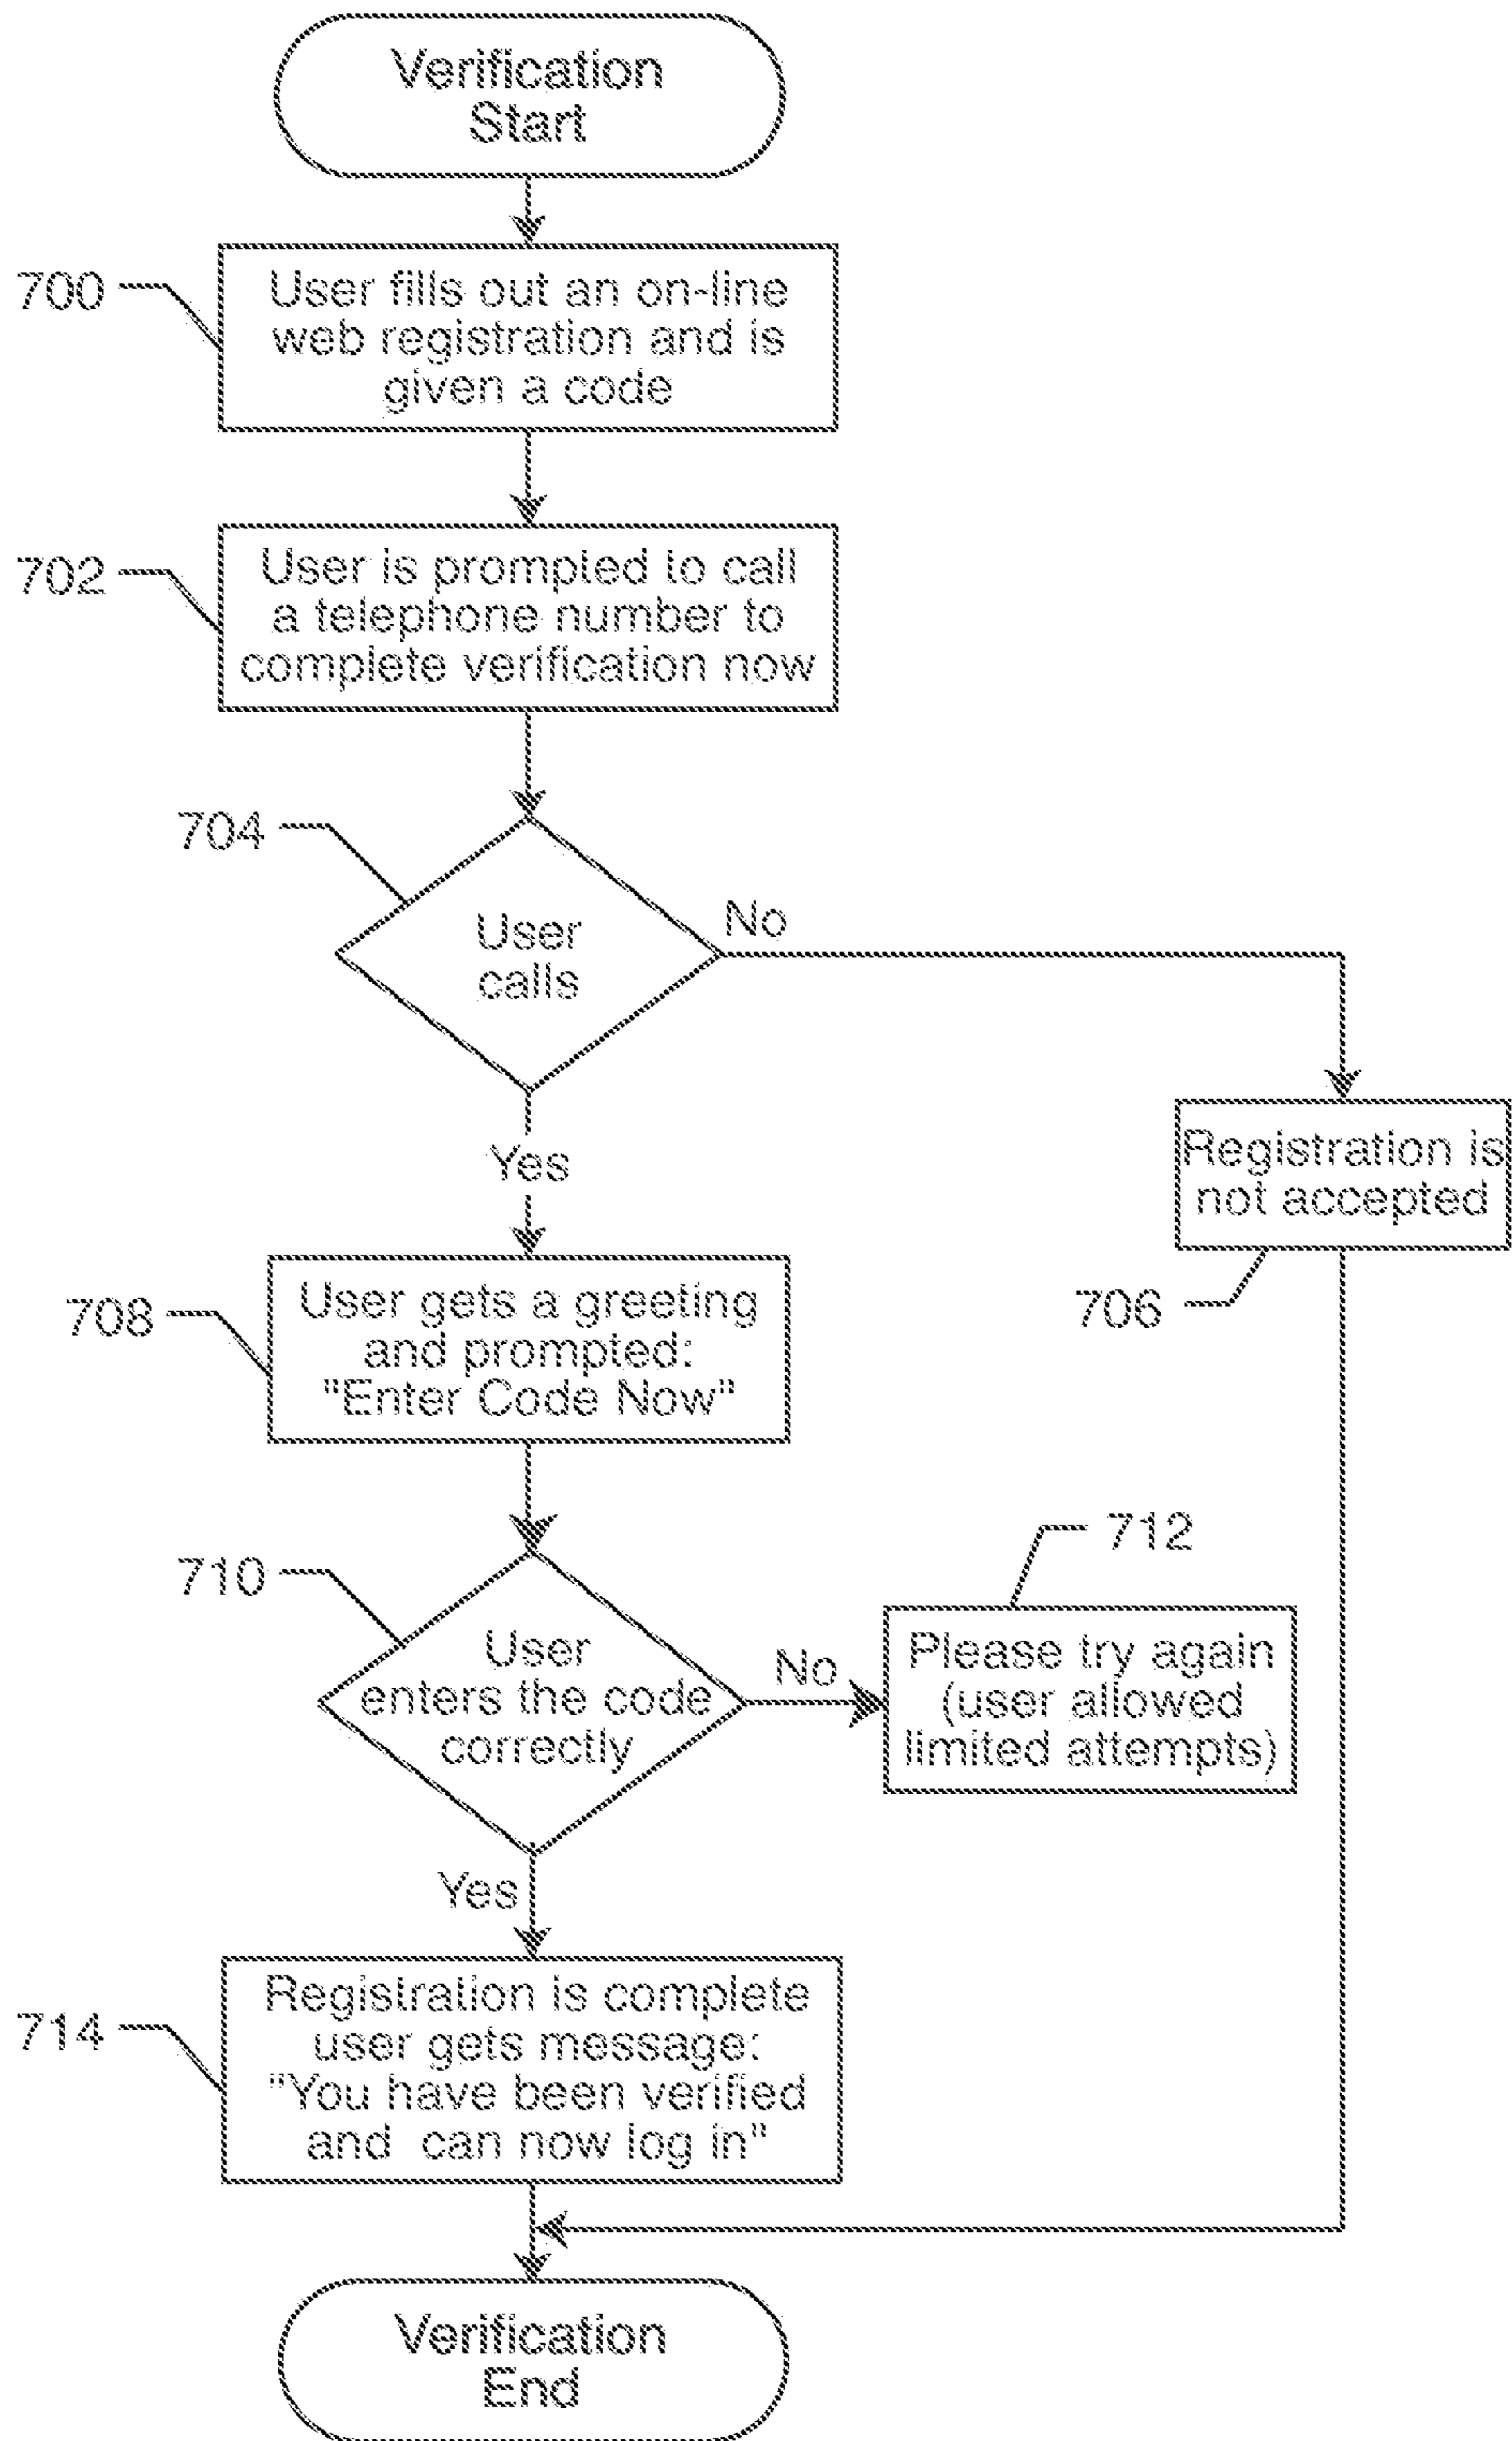 Verification
Start
700
User fills out an on-line
web registration and is
given a code
702
User is prompted to call
a telephone number to
complete verification now
704
User
calls
No
Yes
Registration is
not accepted
706
708
User gets a greeting
and prompted:
"Enter Code Now"
710
User
enters the code
correctly
No
712
Please try again
(user allowed
limited attempts)
Yes
714
Registration is complete
user gets message:
"You have been verified
and can now log in"
Verification
End